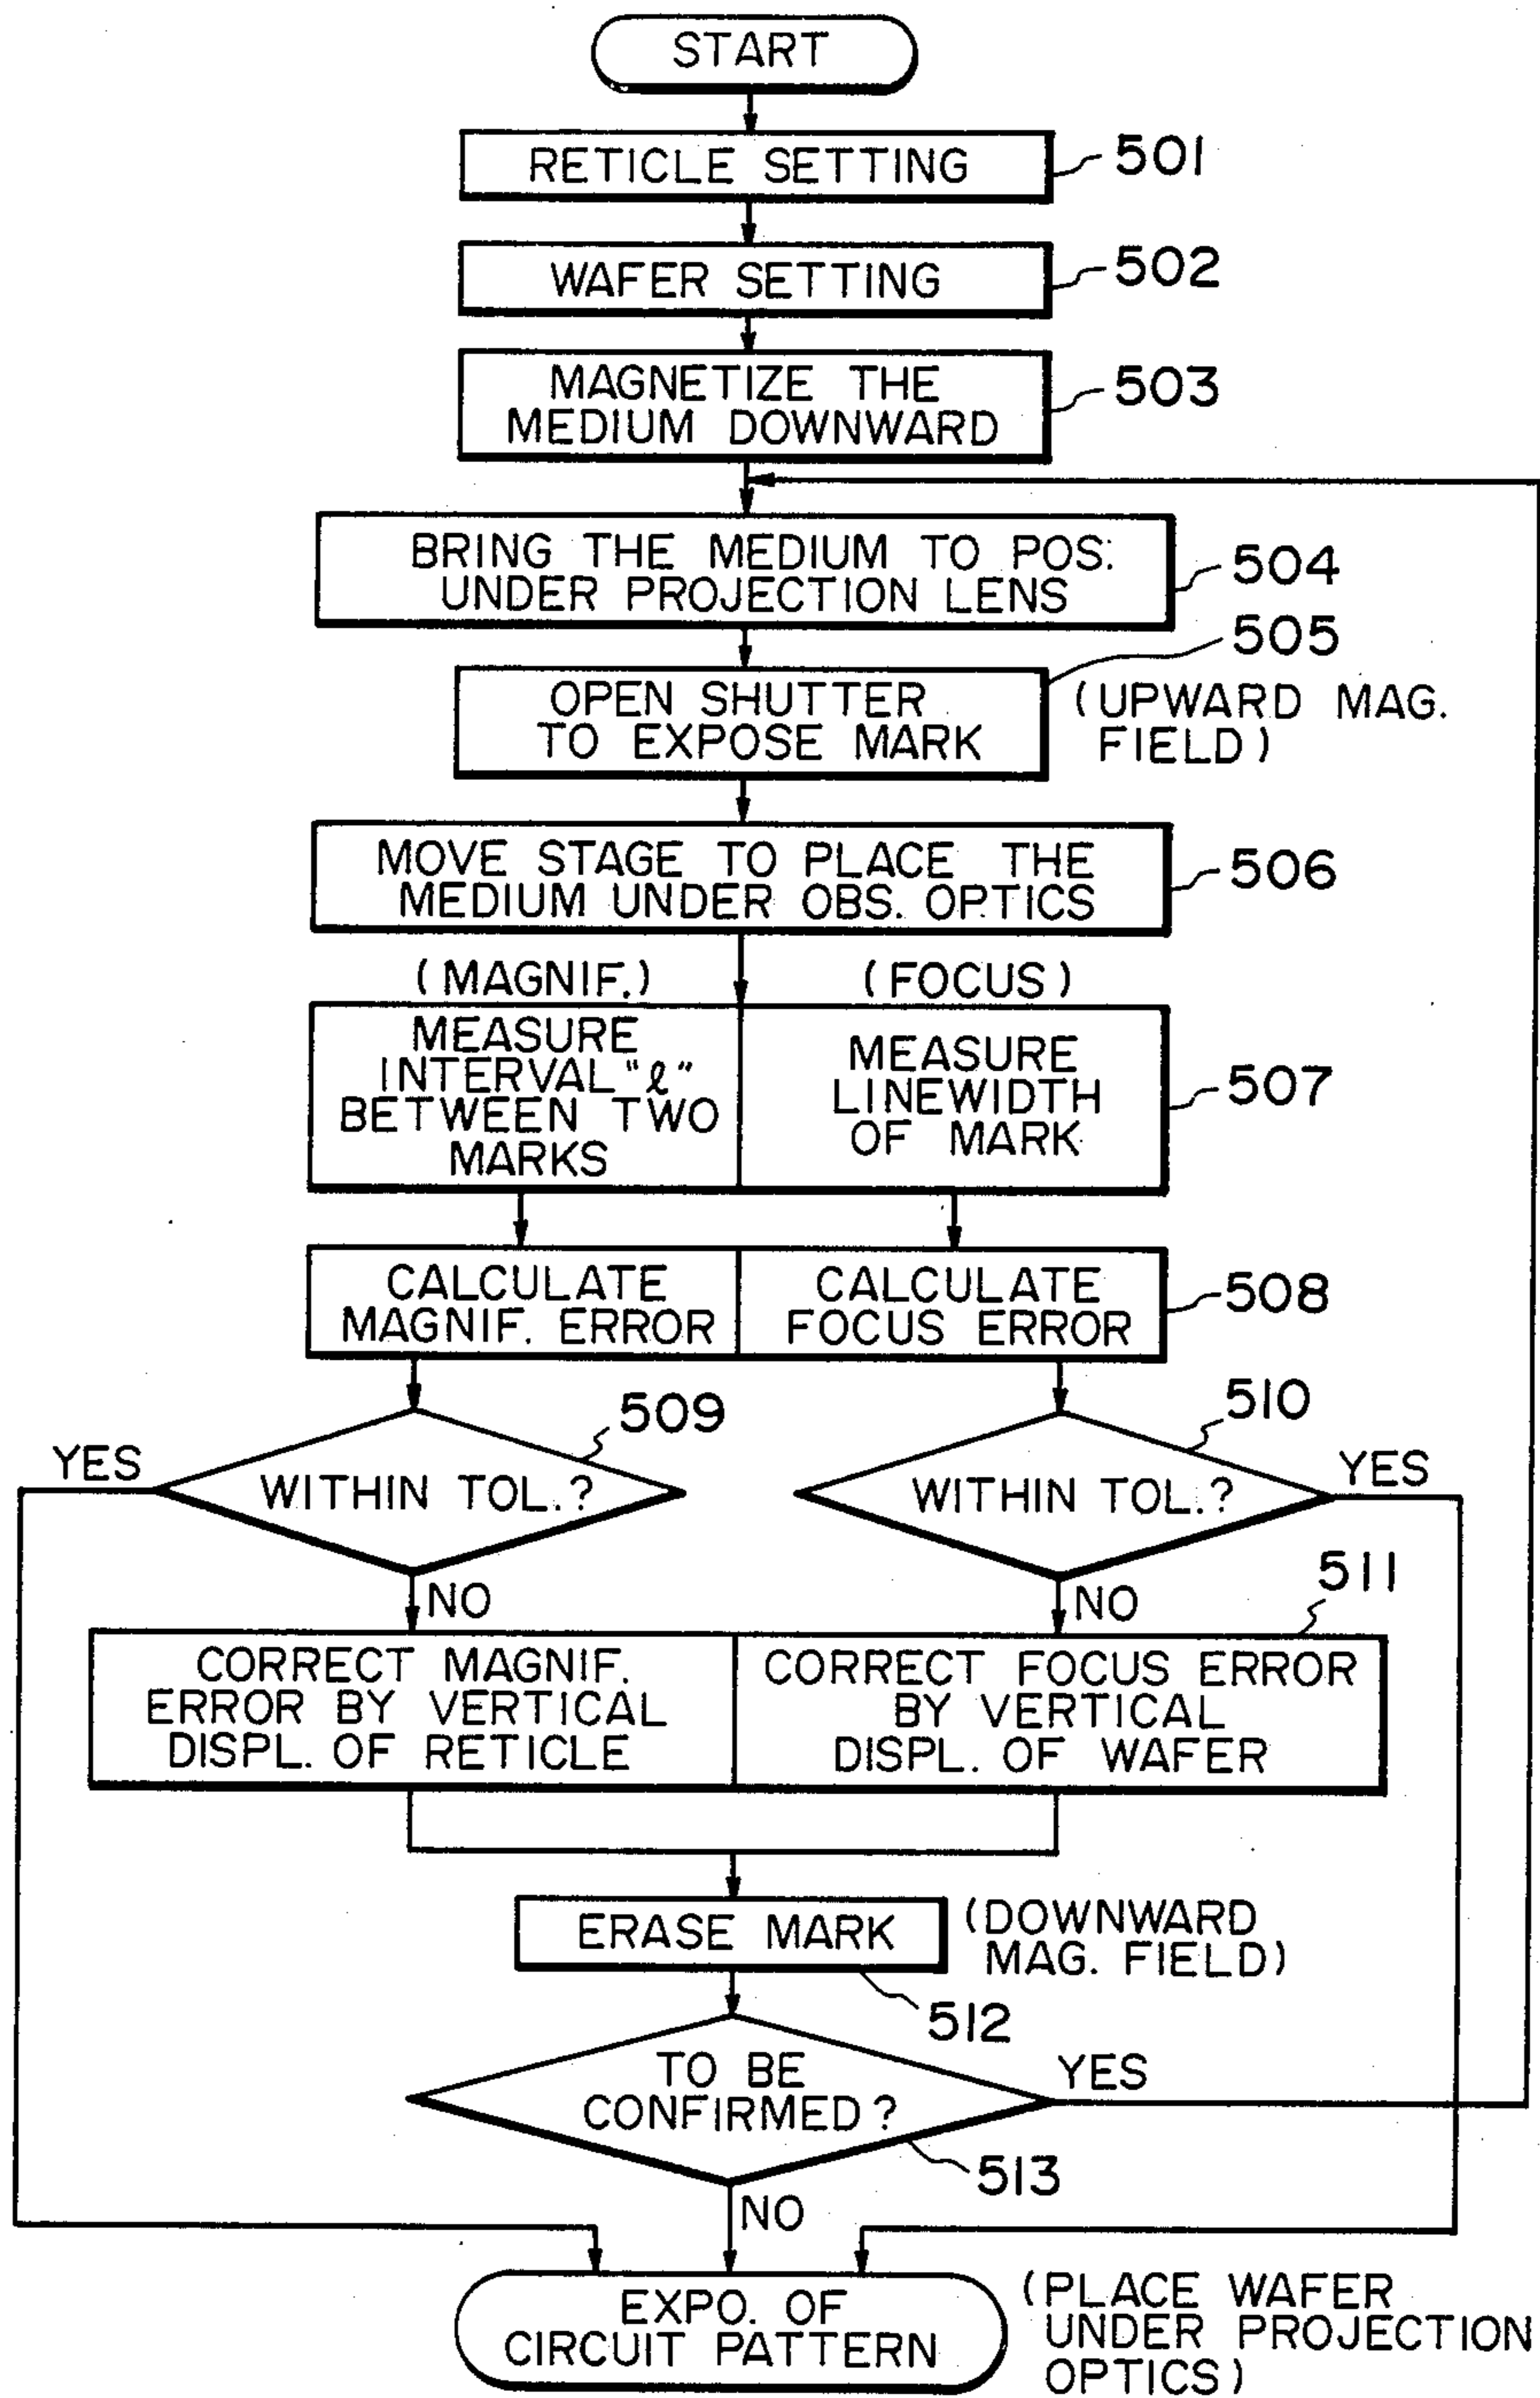 START
RETICLE SETTING
501
WAFER SETTING
502
MAGNETIZE THE
MEDIUM DOWNWARD
503
BRING THE MEDIUM TO POS.
UNDER PROJECTION LENS
504
505
OPEN SHUTTER
TO EXPOSE MARK
(UPWARD MAG.
FIELD)
MOVE STAGE TO PLACE THE
MEDIUM UNDER OBS. OPTICS
506
(MAGNIF.)
(FOCUS)
MEASURE
INTERVAL "ℓ"
BETWEEN TWO
MARKS
MEASURE
LINEWIDTH
OF MARK
507
CALCULATE
MAGNIF. ERROR
CALCULATE
FOCUS ERROR
508
509
510
YES
WITHIN TOL.?
WITHIN TOL.?
YES
NO
NO
511
CORRECT MAGNIF.
ERROR BY VERTICAL
DISPL. OF RETICLE
CORRECT FOCUS ERROR
BY VERTICAL
DISPL. OF WAFER
ERASE MARK
(DOWNWARD
MAG. FIELD)
512
TO BE
CONFIRMED?
YES
513
NO
EXPO. OF
CIRCUIT PATTERN
(PLACE WAFER
UNDER PROJECTION
OPTICS)